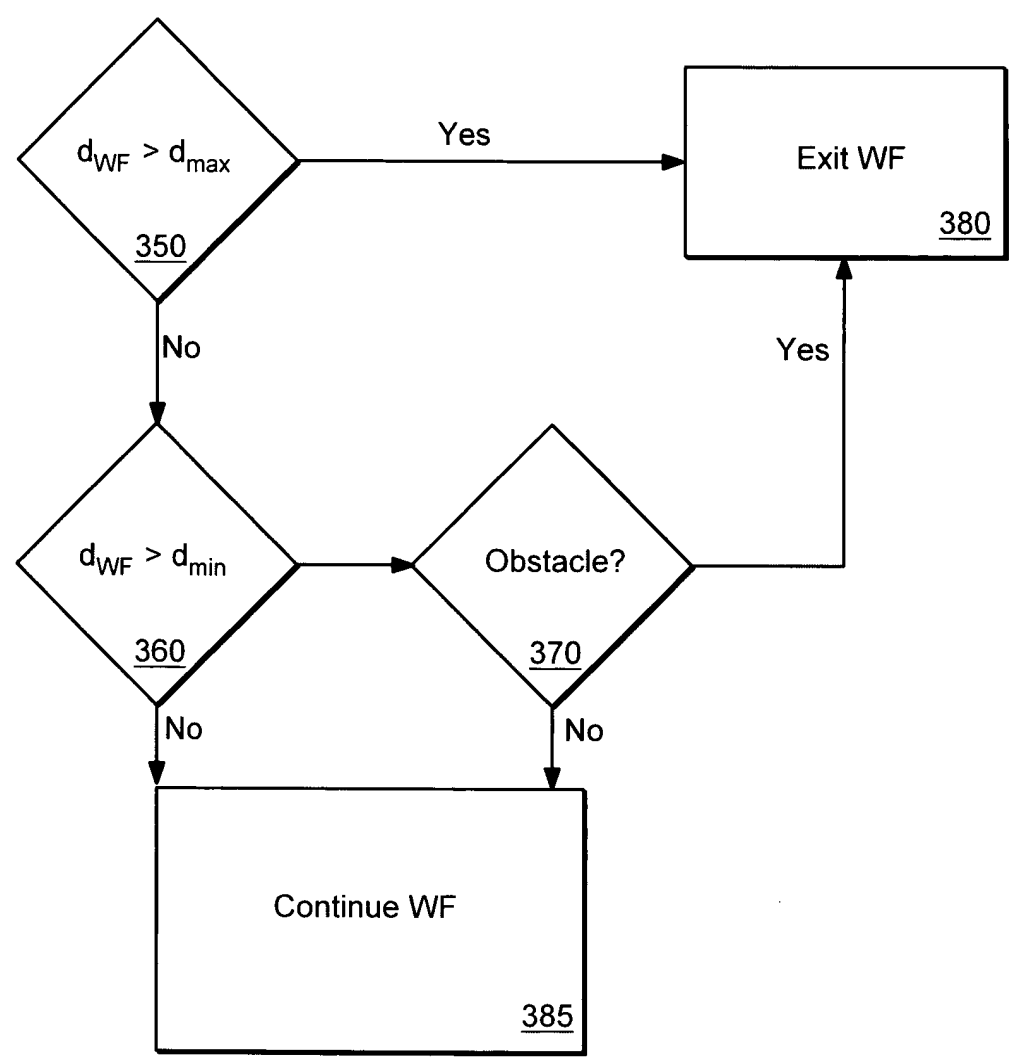 d_WF > d_max
350
Yes
Exit WF
380
No
Yes
d_WF > d_min
360
Obstacle?
370
No
No
Continue WF
385